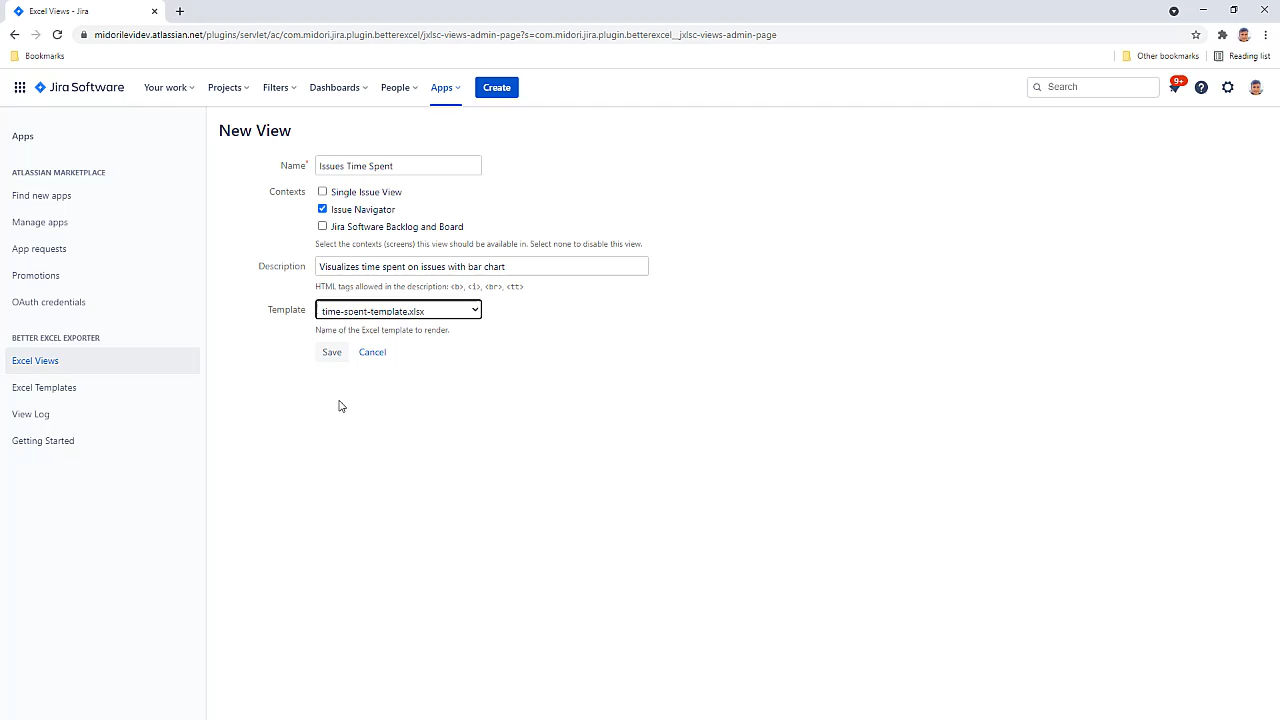 Excel Views - Jira
midorilevidev.atlassian.net/plugins/servlet/ac/com.midori.jira.plugin.betterexcel/jxlsc-views-admin-page?s=com.midori.jira.plugin.betterexcel__jxlsc-views-admin-page
Bookmarks
Other bookmarks
Reading list
Jira Software
Your work
Projects
Filters
Dashboards
People
Apps
Create
Search
9+
Apps
ATLASSIAN MARKETPLACE
Find new apps
Manage apps
App requests
Promotions
OAuth credentials
BETTER EXCEL EXPORTER
Excel Views
Excel Templates
View Log
Getting Started
New View
Name* Issues Time Spent
Contexts Single Issue View
Issue Navigator
Jira Software Backlog and Board
Select the contexts (screens) this view should be available in. Select none to disable this view.
Description Visualizes time spent on issues with bar chart
HTML tags allowed in the description: <b>, <i>, <br>, <tt>
Template time-spent-template.xlsx
Name of the Excel template to render.
Save Cancel